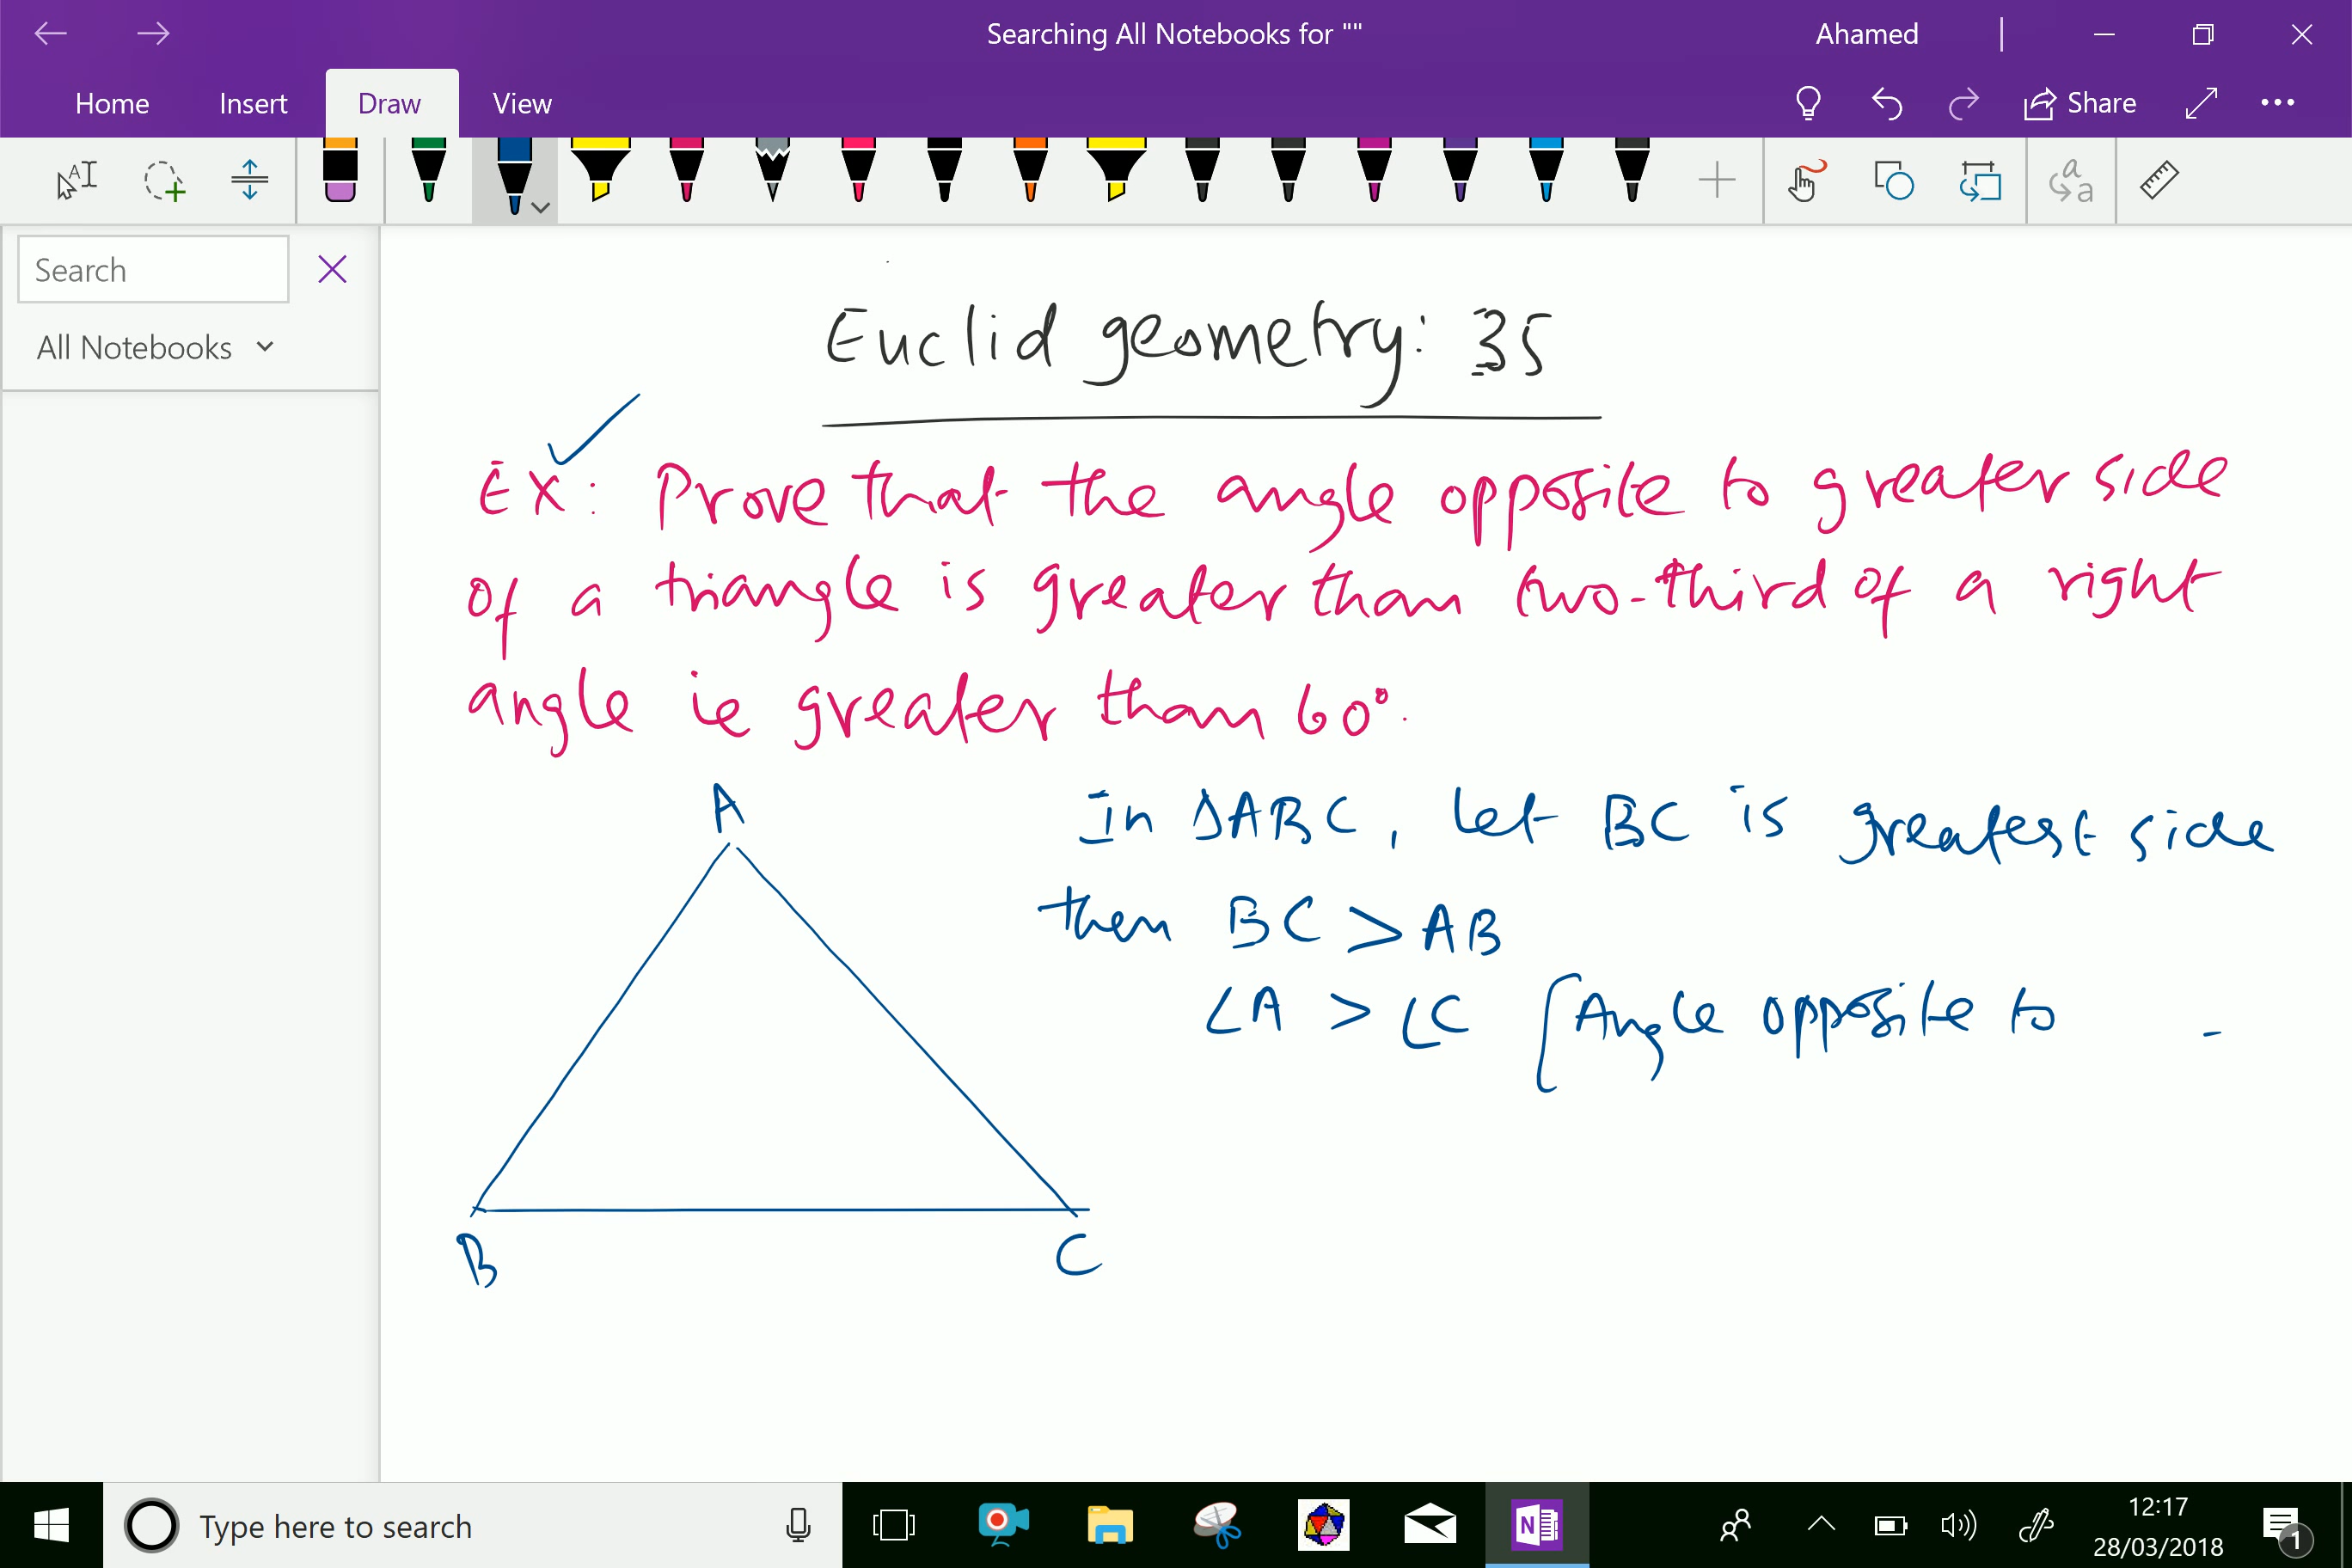 Searching All Notebooks for ""
Ahamed
Home Insert Draw View
Share
Search
All Notebooks
Euclid geometry: 35
EX: Prove that the angle opposite to greater side
of a triangle is greater than two-third of a right
angle ie greater than 60°.
A
In ΔABC, let BC is greatest side
then BC > AB
∠A > ∠C [Angle opposite to
B
C
Type here to search
N
12:17
28/03/2018
1